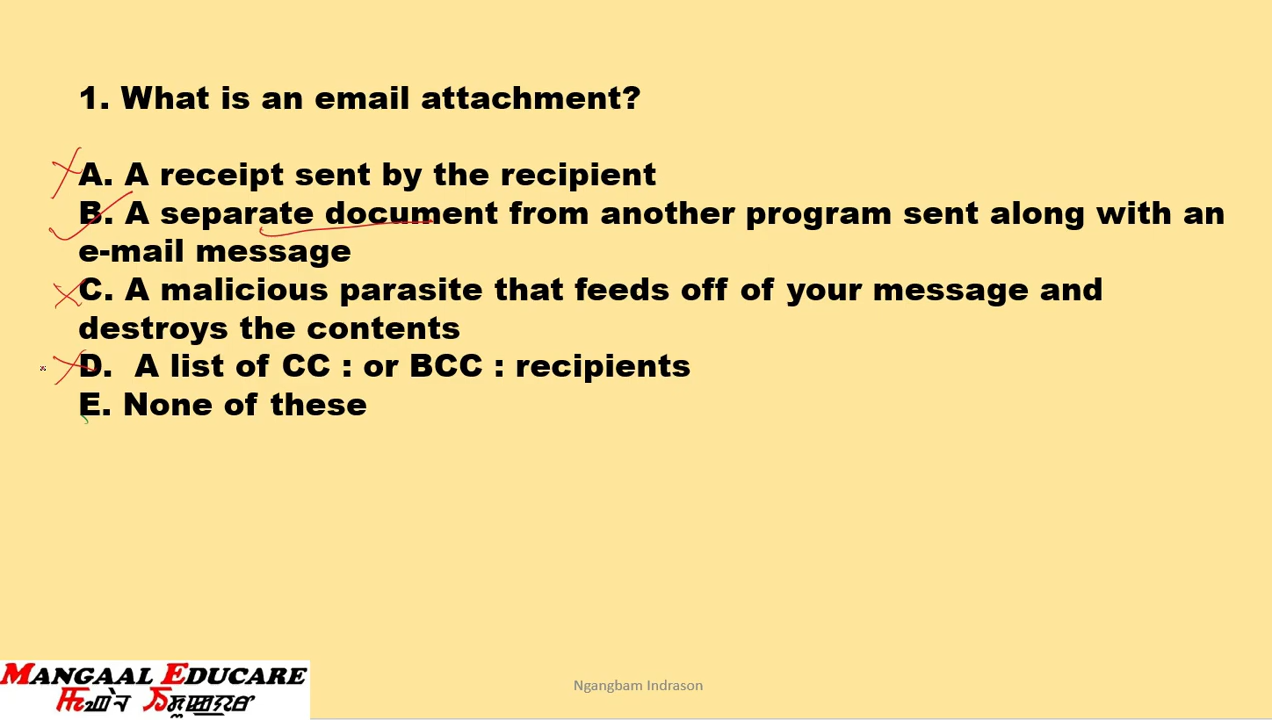 1. What is an email attachment?
A. A receipt sent by the recipient
B. A separate document from another program sent along with an
e-mail message
C. A malicious parasite that feeds off of your message and
destroys the contents
D. A list of CC : or BCC : recipients
E. None of these
MANGAAL EDUCARE
Ngangbam Indrason